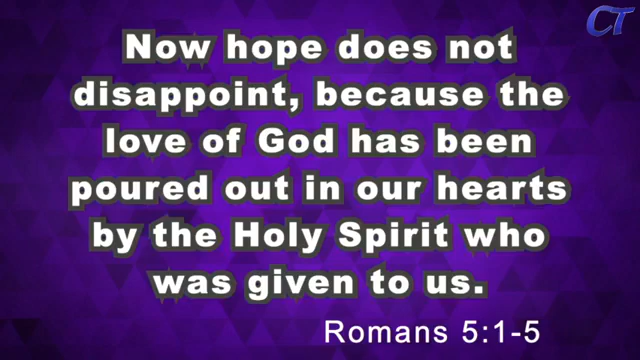 CT
Now hope does not
disappoint, because the
love of God has been
poured out in our hearts
by the Holy Spirit who
was given to us.
Romans 5:1-5